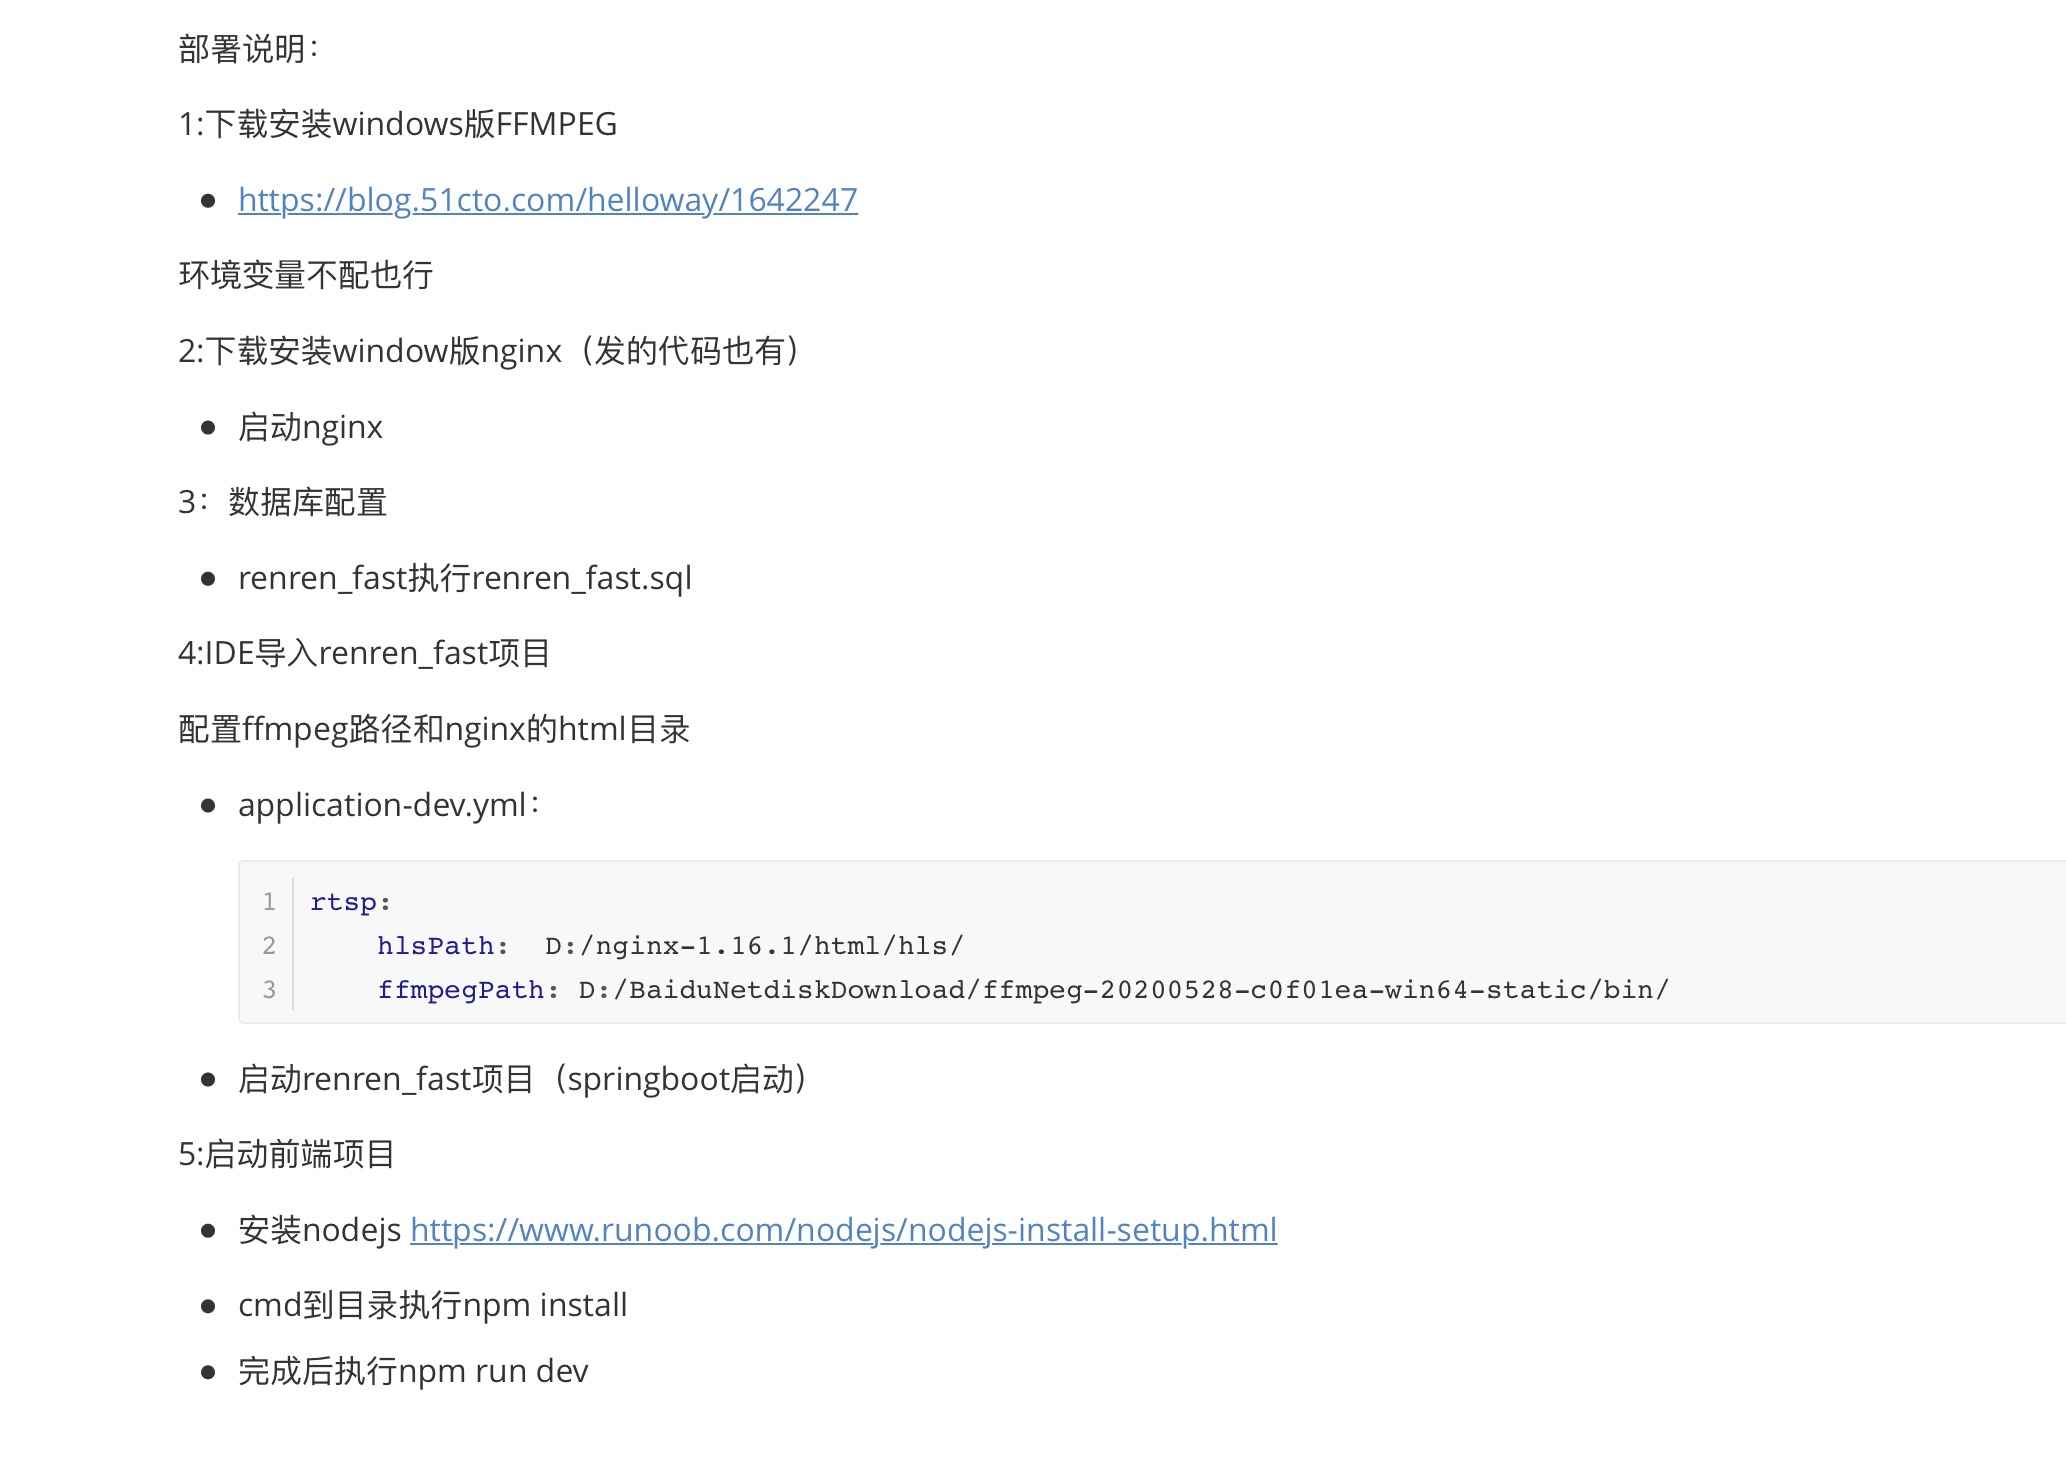 部署说明：
1:下载安装windows版FFMPEG
https://blog.51cto.com/helloway/1642247
环境变量不配也行
2:下载安装window版nginx（发的代码也有）
启动nginx
3：数据库配置
renren_fast执行renren_fast.sql
4:IDE导入renren_fast项目
配置ffmpeg路径和nginx的html目录
application-dev.yml：
1 rtsp:
2     hlsPath:  D:/nginx-1.16.1/html/hls/
3     ffmpegPath: D:/BaiduNetdiskDownload/ffmpeg-20200528-c0f01ea-win64-static/bin/
启动renren_fast项目（springboot启动）
5:启动前端项目
安装nodejs https://www.runoob.com/nodejs/nodejs-install-setup.html
cmd到目录执行npm install
完成后执行npm run dev